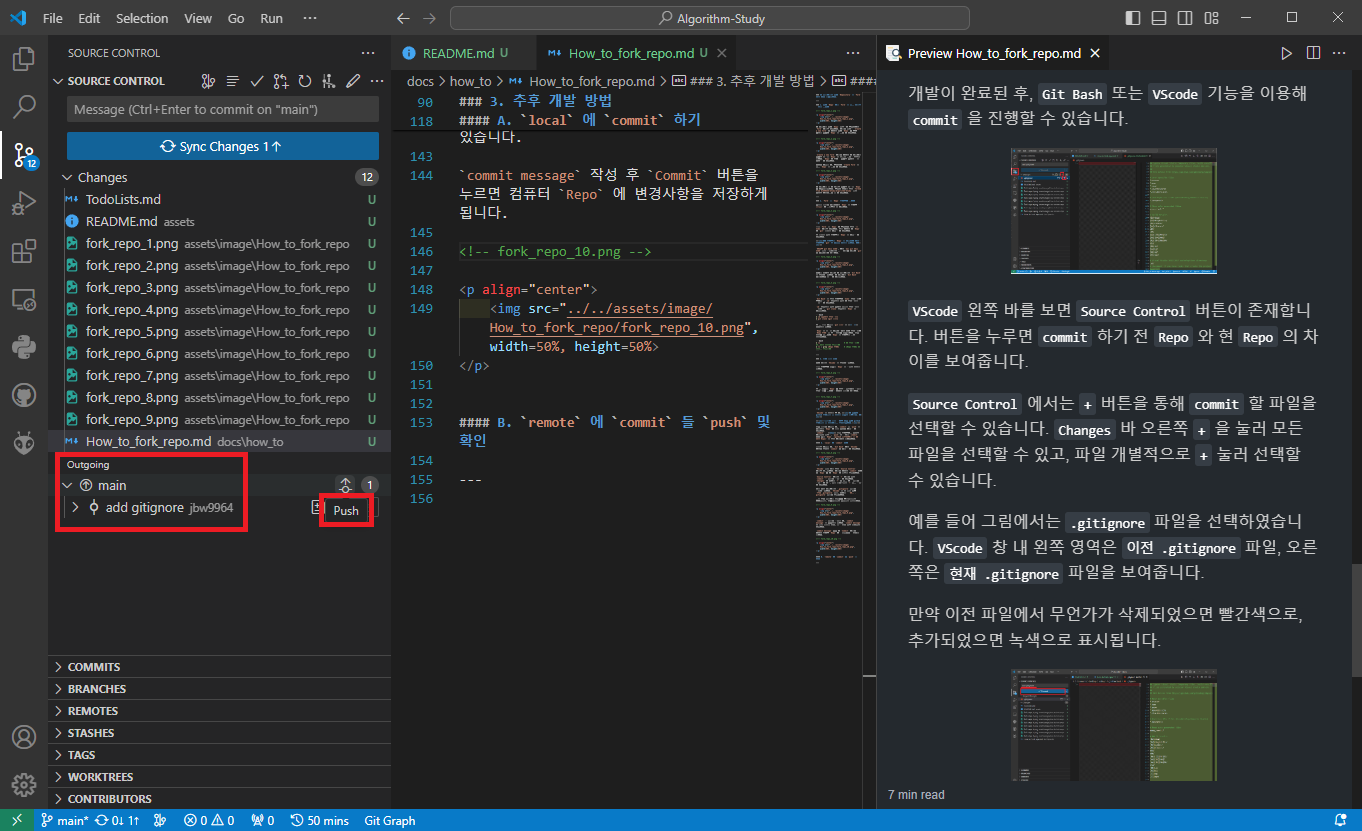 File Edit Selection View Go Run ···
Algorithm-Study
SOURCE CONTROL
SOURCE CONTROL
Message (Ctrl+Enter to commit on "main")
Sync Changes 1↑
Changes 12
TodoLists.md U
README.md assets U
fork_repo_1.png assets\image\How_to_fork_repo U
fork_repo_2.png assets\image\How_to_fork_repo U
fork_repo_3.png assets\image\How_to_fork_repo U
fork_repo_4.png assets\image\How_to_fork_repo U
fork_repo_5.png assets\image\How_to_fork_repo U
fork_repo_6.png assets\image\How_to_fork_repo U
fork_repo_7.png assets\image\How_to_fork_repo U
fork_repo_8.png assets\image\How_to_fork_repo U
fork_repo_9.png assets\image\How_to_fork_repo U
How_to_fork_repo.md docs\how_to U
Outgoing
main 1
add gitignore jbw9964
Push
COMMITS
BRANCHES
REMOTES
STASHES
TAGS
WORKTREES
CONTRIBUTORS
12
README.md U
How_to_fork_repo.md U
docs > how_to > How_to_fork_repo.md > ### 3. 추후 개발 방법 > ####
90 ### 3. 추후 개발 방법
118 #### A. `local` 에 `commit` 하기
있습니다.
143
144 `commit message` 작성 후 `Commit` 버튼을
누르면 컴퓨터 `Repo` 에 변경사항을 저장하게
됩니다.
145
146 <!-- fork_repo_10.png -->
147
148 <p align="center">
149 <img src="../../assets/image/
How_to_fork_repo/fork_repo_10.png",
width=50%, height=50%>
150 </p>
151
152
153 #### B. `remote` 에 `commit` 들 `push` 및
확인
154
155 ---
156
Preview How_to_fork_repo.md
개발이 완료된 후, Git Bash 또는 VScode 기능을 이용해
commit 을 진행할 수 있습니다.
VScode 왼쪽 바를 보면 Source Control 버튼이 존재합니
다. 버튼을 누루면 commit 하기 전 Repo 와 현 Repo 의 차
이를 보여줍니다.
Source Control 에서는 + 버튼을 통해 commit 할 파일을
선택할 수 있습니다. Changes 바 오른쪽 + 을 눌러 모든
파일을 선택할 수 있고, 파일 개별적으로 + 눌러 선택할
수 있습니다.
예를 들어 그림에서는 .gitignore 파일을 선택하였습니
다. VScode 창 내 왼쪽 영역은 이전 .gitignore 파일, 오른
쪽은 현재 .gitignore 파일을 보여줍니다.
만약 이전 파일에서 무언가가 삭제되었으면 빨간색으로,
추가되었으면 녹색으로 표시됩니다.
7 min read
main* 0↓ 1↑ 0 0 0 50 mins Git Graph